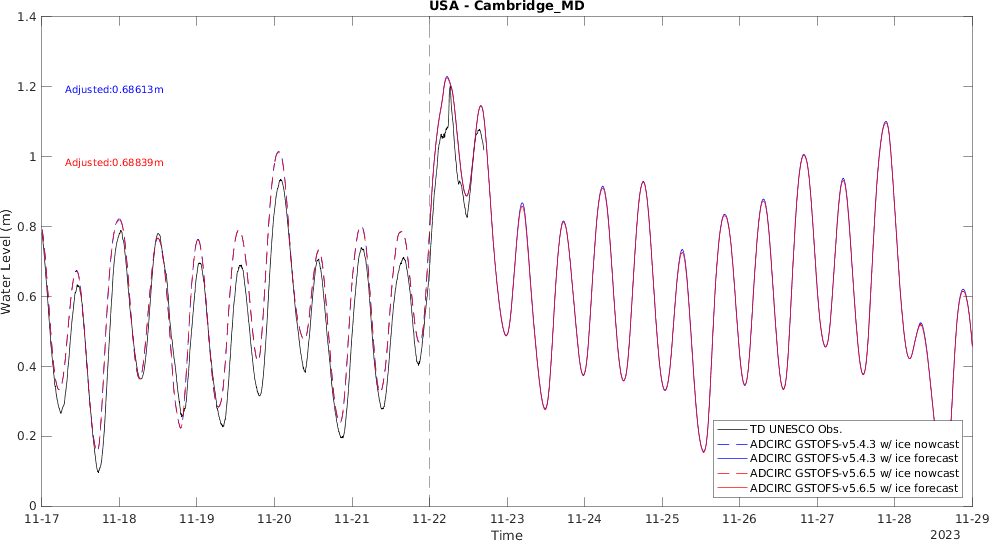 USA - Cambridge_MD
1.4
1.2
1
0.8
0.6
0.4
0.2
0
Water Level (m)
Adjusted:0.68613m
Adjusted:0.68839m
TD UNESCO Obs.
ADCIRC GSTOFS-v5.4.3 w/ ice nowcast
ADCIRC GSTOFS-v5.4.3 w/ ice forecast
ADCIRC GSTOFS-v5.6.5 w/ ice nowcast
ADCIRC GSTOFS-v5.6.5 w/ ice forecast
11-17 11-18 11-19 11-20 11-21 11-22 11-23 11-24 11-25 11-26 11-27 11-28 11-29
Time
2023